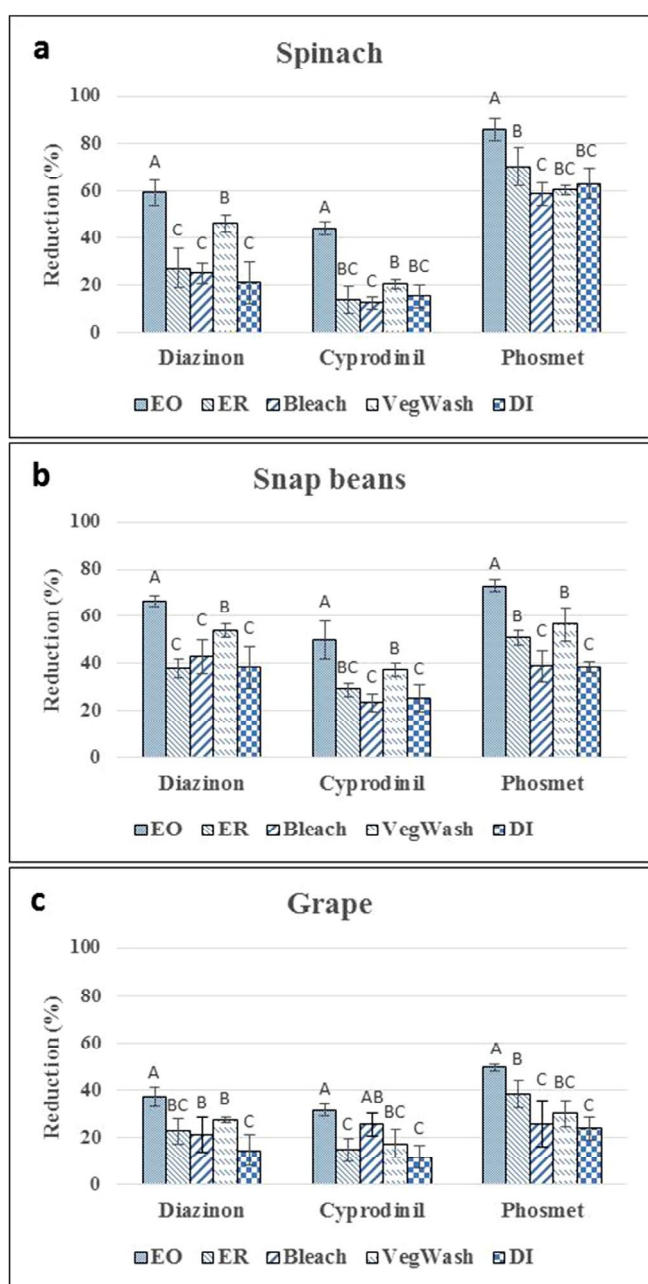 a
Spinach
Reduction (%)
100
80
60
40
20
0
A
C
C
B
C
A
BC
C
B
BC
A
B
C
BC
BC
Diazinon Cyprodinil Phosmet
EO ER Bleach VegWash DI
b
Snap beans
Reduction (%)
100
80
60
40
20
0
A
C
C
B
C
A
BC
C
B
C
A
B
C
B
C
Diazinon Cyprodinil Phosmet
EO ER Bleach VegWash DI
c
Grape
Reduction (%)
100
80
60
40
20
0
A
BC
B
B
C
A
C
AB
BC
C
A
B
C
BC
C
Diazinon Cyprodinil Phosmet
EO ER Bleach VegWash DI